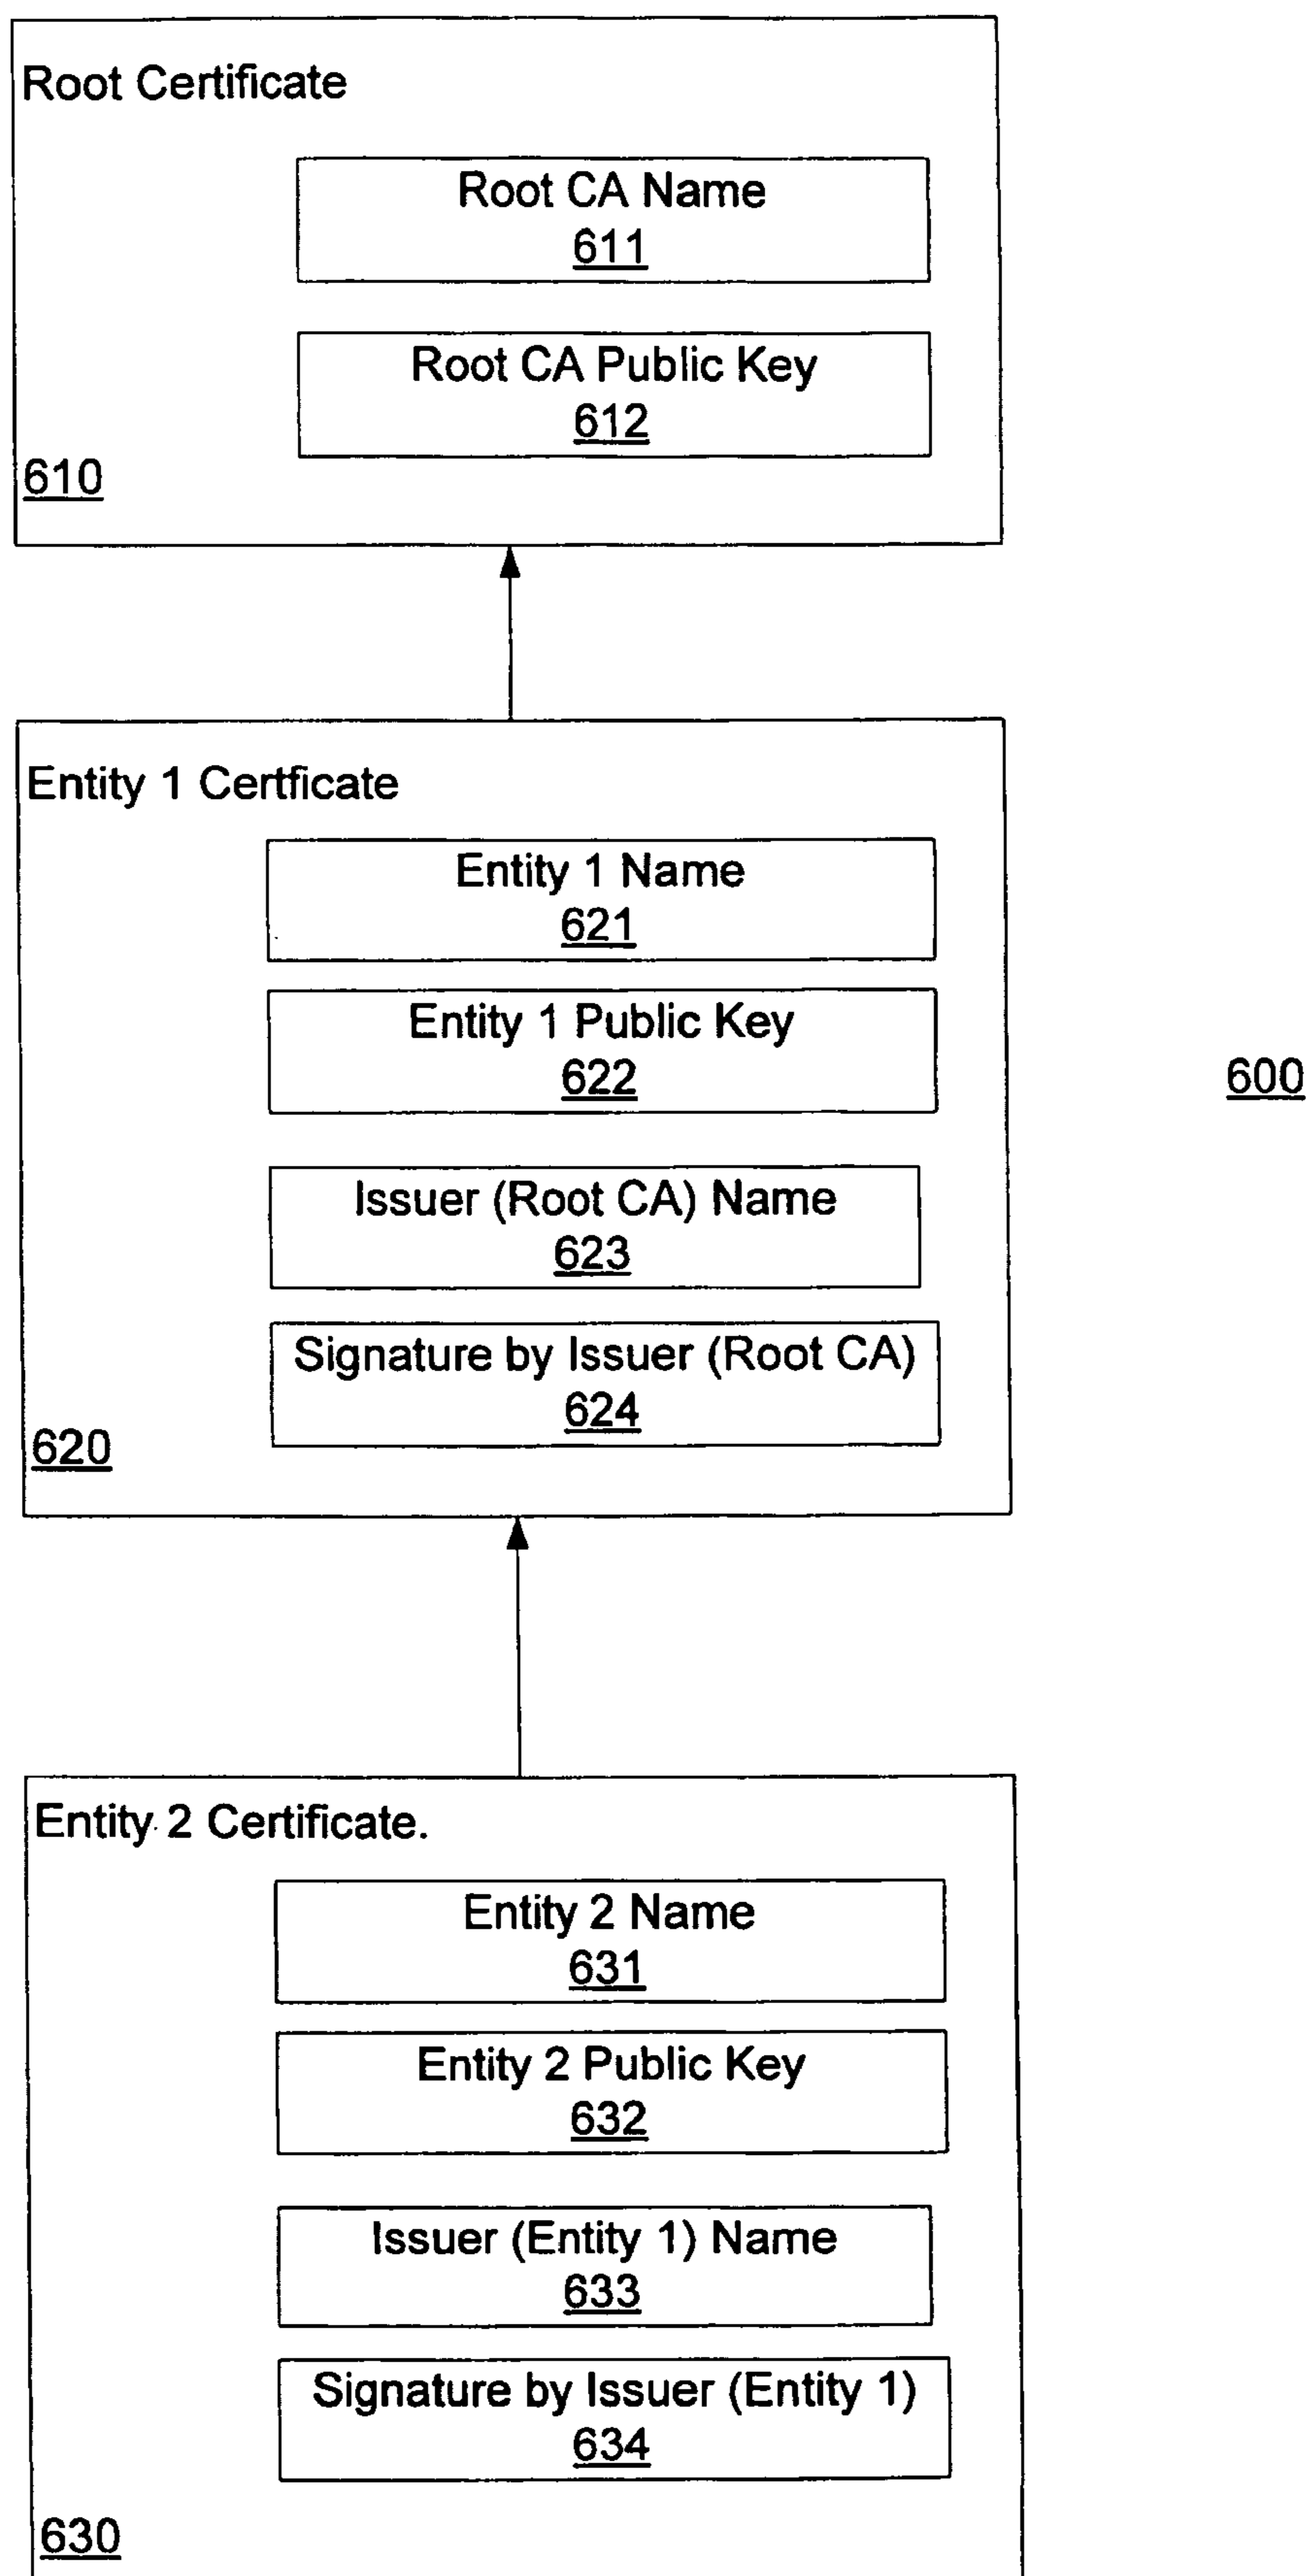 Root Certificate
Root CA Name
611
Root CA Public Key
612
610
Entity 1 Certficate
Entity 1 Name
621
Entity 1 Public Key
622
600
Issuer (Root CA) Name
623
Signature by Issuer (Root CA)
624
620
Entity 2 Certificate.
Entity 2 Name
631
Entity 2 Public Key
632
Issuer (Entity 1) Name
633
Signature by Issuer (Entity 1)
634
630